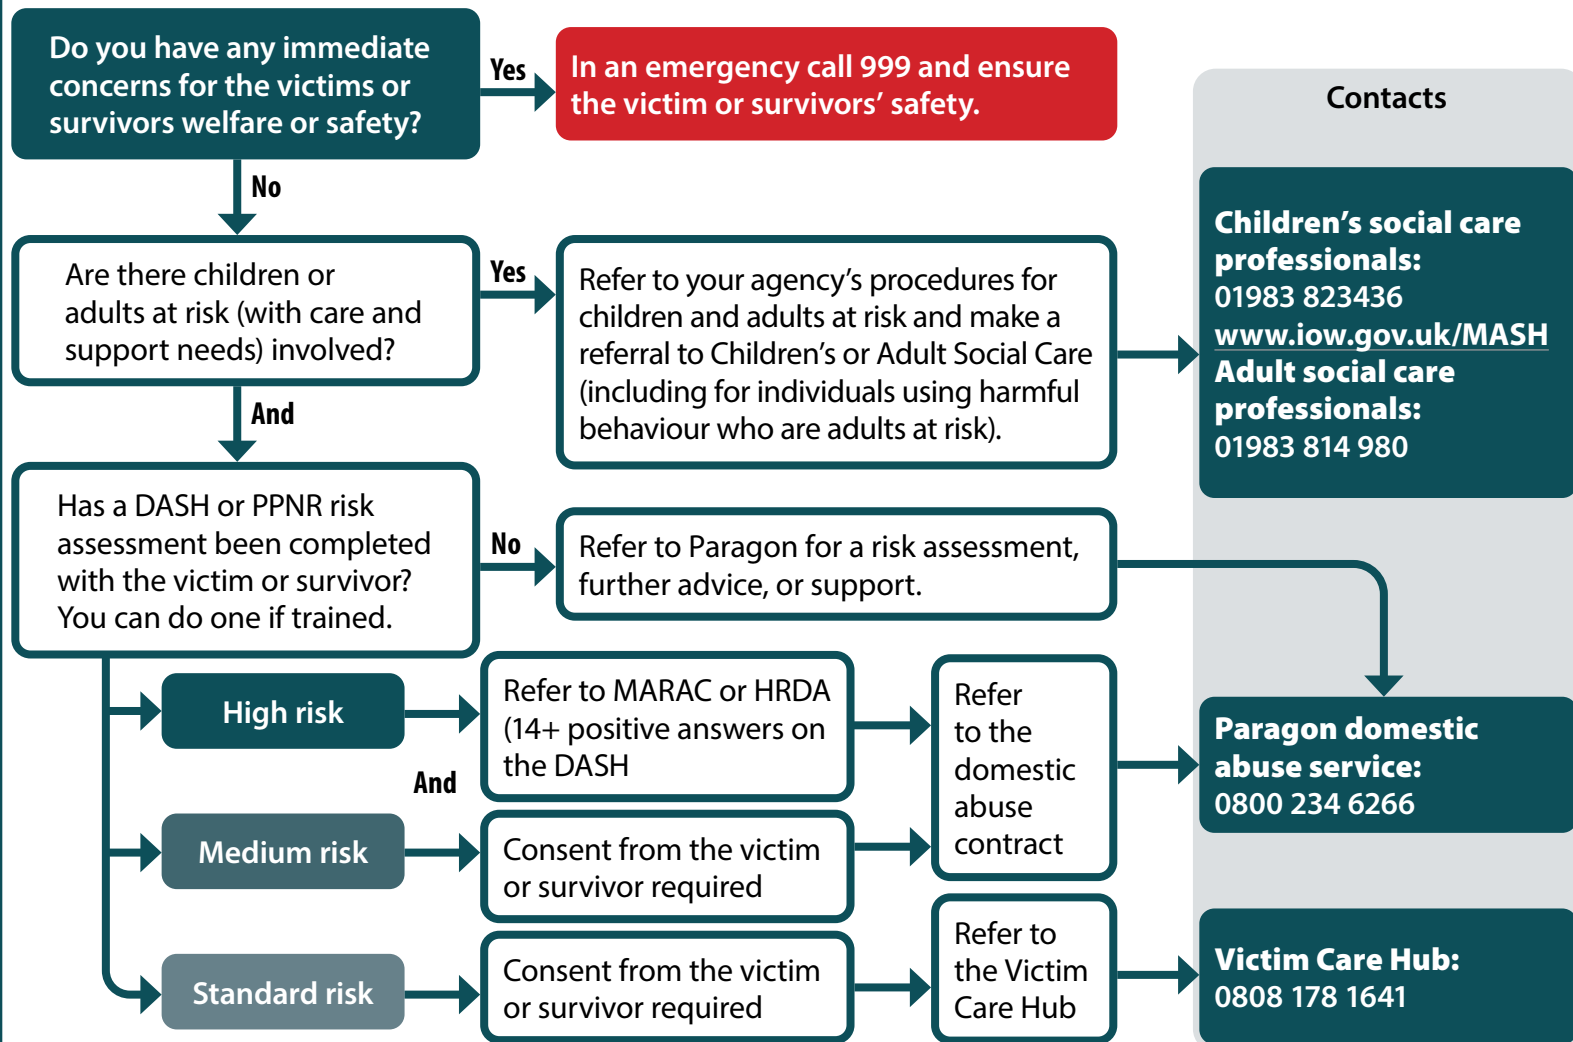 Do you have any immediate
concerns for the victims or
survivors welfare or safety?
Yes
In an emergency call 999 and ensure
the victim or survivors’ safety.
Contacts
No
Are there children or
adults at risk (with care and
support needs) involved?
Yes
Refer to your agency’s procedures for
children and adults at risk and make a
referral to Children’s or Adult Social Care
(including for individuals using harmful
behaviour who are adults at risk).
Children’s social care
professionals:
01983 823436
www.iow.gov.uk/MASH
Adult social care
professionals:
01983 814 980
And
Has a DASH or PPNR risk
assessment been completed
with the victim or survivor?
You can do one if trained.
No
Refer to Paragon for a risk assessment,
further advice, or support.
High risk
Refer to MARAC or HRDA
(14+ positive answers on
the DASH
Refer
to the
domestic
abuse
contract
Paragon domestic
abuse service:
0800 234 6266
And
Medium risk
Consent from the victim
or survivor required
Standard risk
Consent from the victim
or survivor required
Refer to
the Victim
Care Hub
Victim Care Hub:
0808 178 1641